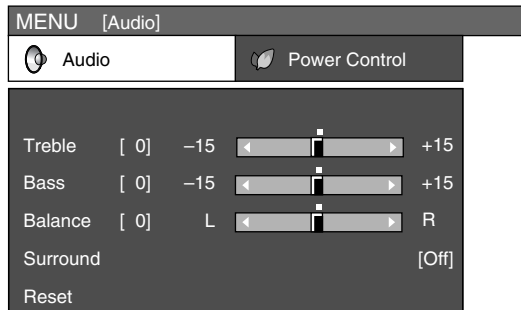 MENU [Audio]
Audio Power Control
Treble [ 0] –15 +15
Bass [ 0] –15 +15
Balance [ 0] L R
Surround [Off]
Reset